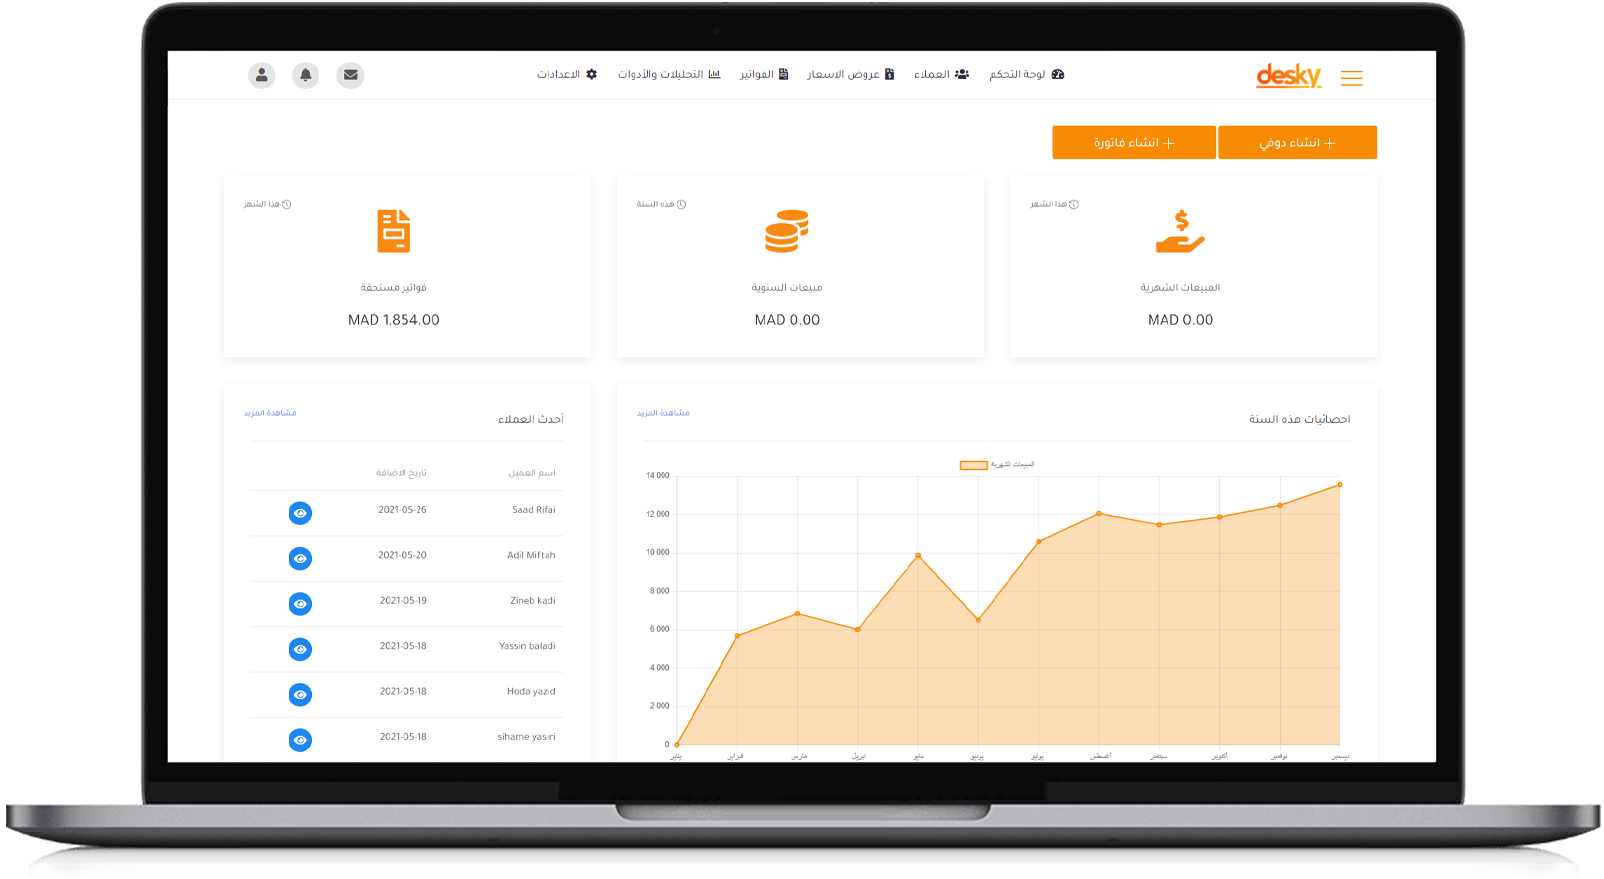 desky
لوحة التحكم
العملاء
عروض الاسعار
الفواتير
التحليلات والأدوات
الاعدادات
انشاء دوفي
انشاء فاتورة
هذا الشهر
المبيعات الشهرية
MAD 0.00
هذه السنة
مبيعات السنوية
MAD 0.00
هذا الشهر
فواتير مستحقة
MAD 1,854.00
احصائيات هذه السنة
مشاهدة المزيد
المبيعات الشهرية
14 000
12 000
10 000
8 000
6 000
4 000
2 000
0
يناير
فبراير
مارس
ابريل
مايو
يونيو
يوليو
أغسطس
سبتمبر
اكتوبر
نوفمبر
ديسمبر
أحدث العملاء
مشاهدة المزيد
اسم العميل تاريخ الاضافة
Saad Rifai 2021-05-26
Adil Miftah 2021-05-20
Zineb kadi 2021-05-19
Yassin baladi 2021-05-18
Hoda yazid 2021-05-18
sihame yasiri 2021-05-18